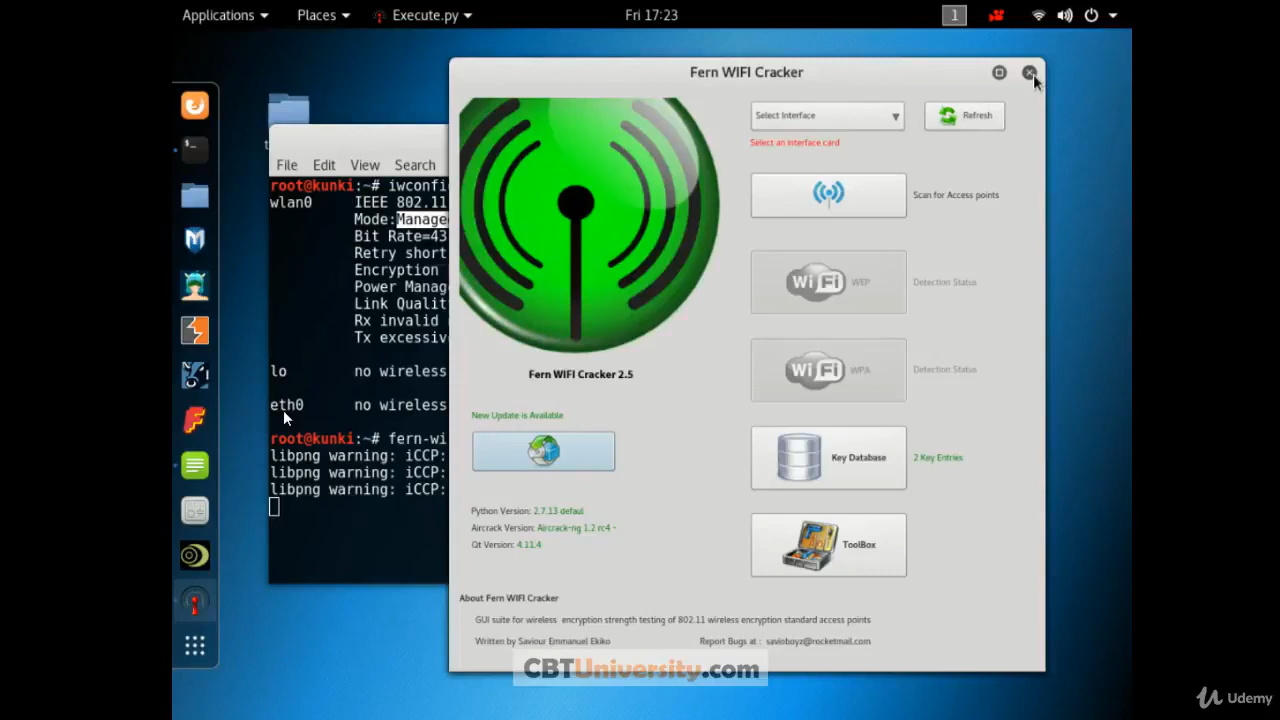 Applications Places Execute.py Fri 17:23 1
Fern WIFI Cracker
Select Interface
Refresh
Select an interface card
Scan for Access points
WiFi WEP
Detection Status
WiFi WPA
Detection Status
Fern WIFI Cracker 2.5
New Update is Available
Key Database
2 Key Entries
Python Version: 2.7.13 defaul
Aircrack Version: Aircrack-ng 1.2 rc4 -
Qt Version: 4.11.4
ToolBox
About Fern WIFI Cracker
GUI suite for wireless encryption strength testing of 802.11 wireless encryption standard access points
Written by Saviour Emmanuel Ekiko
Report Bugs at : savioboyz@rocketmail.com
File Edit View Search
root@kunki:~# iwconfi
wlan0 IEEE 802.11
Mode:Manage
Bit Rate=43
Retry short
Encryption
Power Manag
Link Qualit
Rx invalid
Tx excessiv
lo no wireless
eth0 no wireless
root@kunki:~# fern-wi
libpng warning: iCCP:
libpng warning: iCCP:
libpng warning: iCCP:
CBTUniversity.com
Udemy